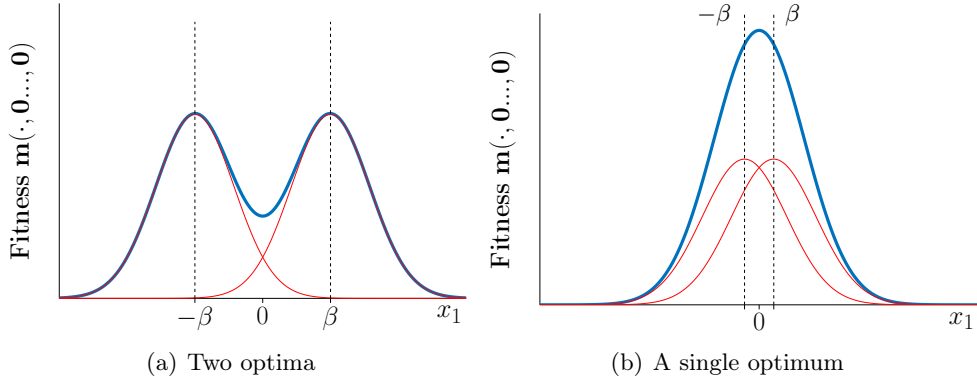 Fitness m(·, 0..., 0)
−β
0
β
x₁
(a) Two optima
−β
β
Fitness m(·, 0..., 0)
0
x₁
(b) A single optimum